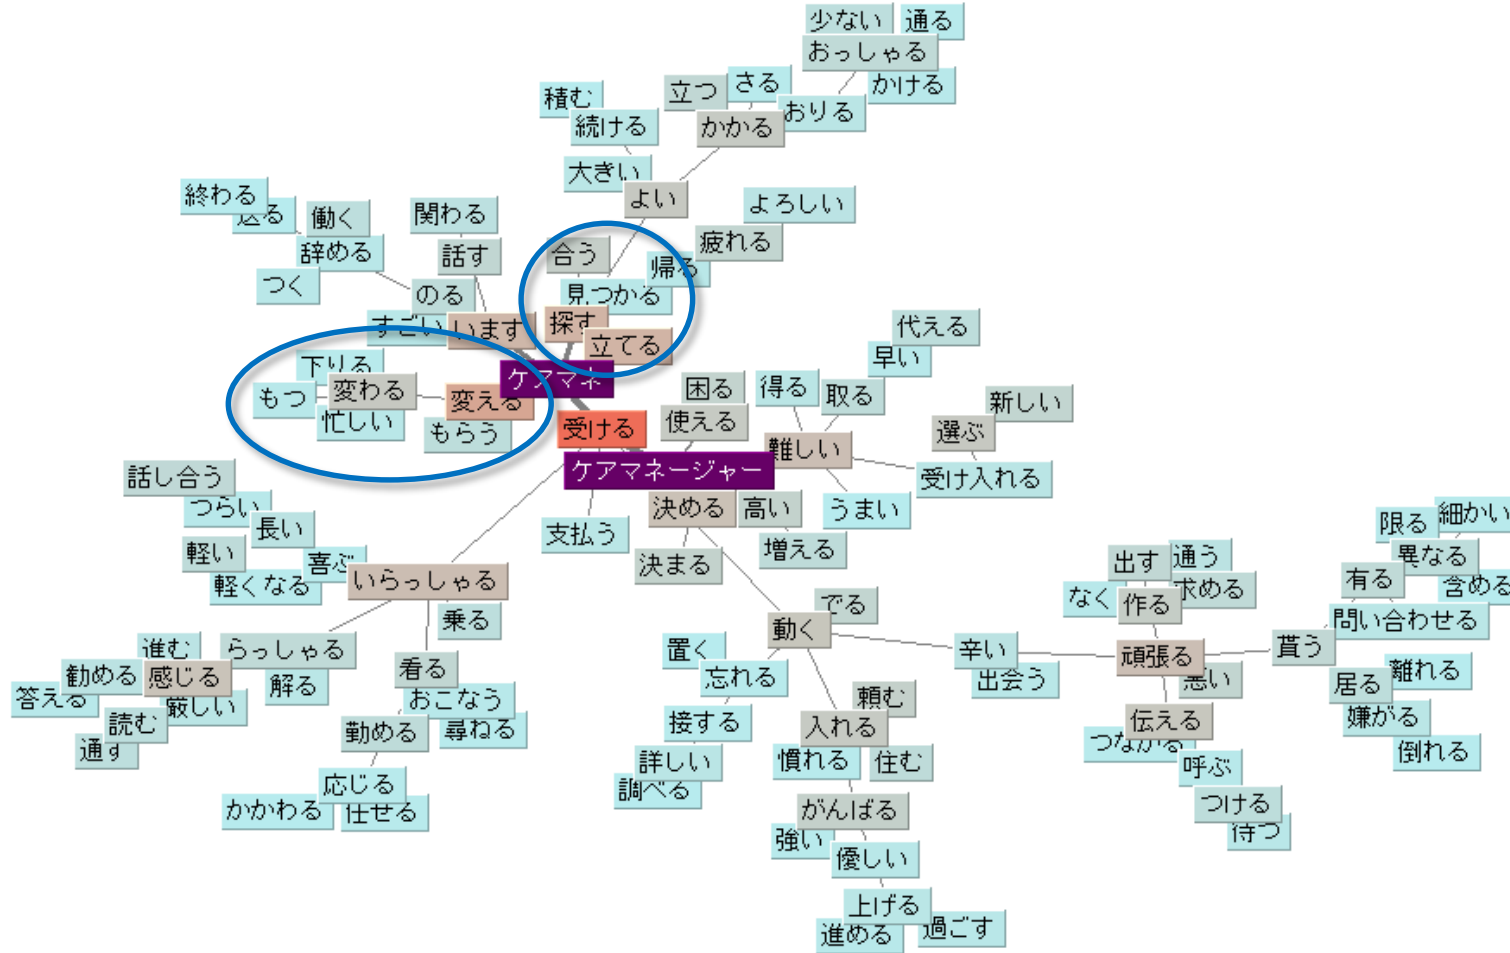 少ない
通る
おっしゃる
かける
さる
立つ
おりる
かかる
積む
続ける
大きい
よい
よろしい
疲れる
終わる
送る
働く
辞める
つく
関わる
話す
のる
すごい
います
合う
帰る
見つかる
探す
立てる
ケアマネ
下りる
もつ
変わる
忙しい
変える
もらう
受ける
困る
使える
ケアマネージャー
得る
取る
代える
早い
難しい
新しい
選ぶ
受け入れる
うまい
支払う
決める
高い
決まる
増える
話し合う
つらい
長い
軽い
喜ぶ
軽くなる
いらっしゃる
乗る
らっしゃる
進む
勧める
感じる
解る
答える
厳しい
読む
通す
看る
おこなう
勤める
尋ねる
応じる
かかわる
任せる
でる
動く
置く
忘れる
接する
詳しい
調べる
頼む
入れる
慣れる
住む
がんばる
強い
優しい
上げる
進める
過ごす
辛い
出会う
出す
通う
なく
作る
求める
頑張る
悪い
伝える
つながる
呼ぶ
つける
待つ
限る
細かい
異なる
有る
含める
問い合わせる
貰う
居る
離れる
嫌がる
倒れる